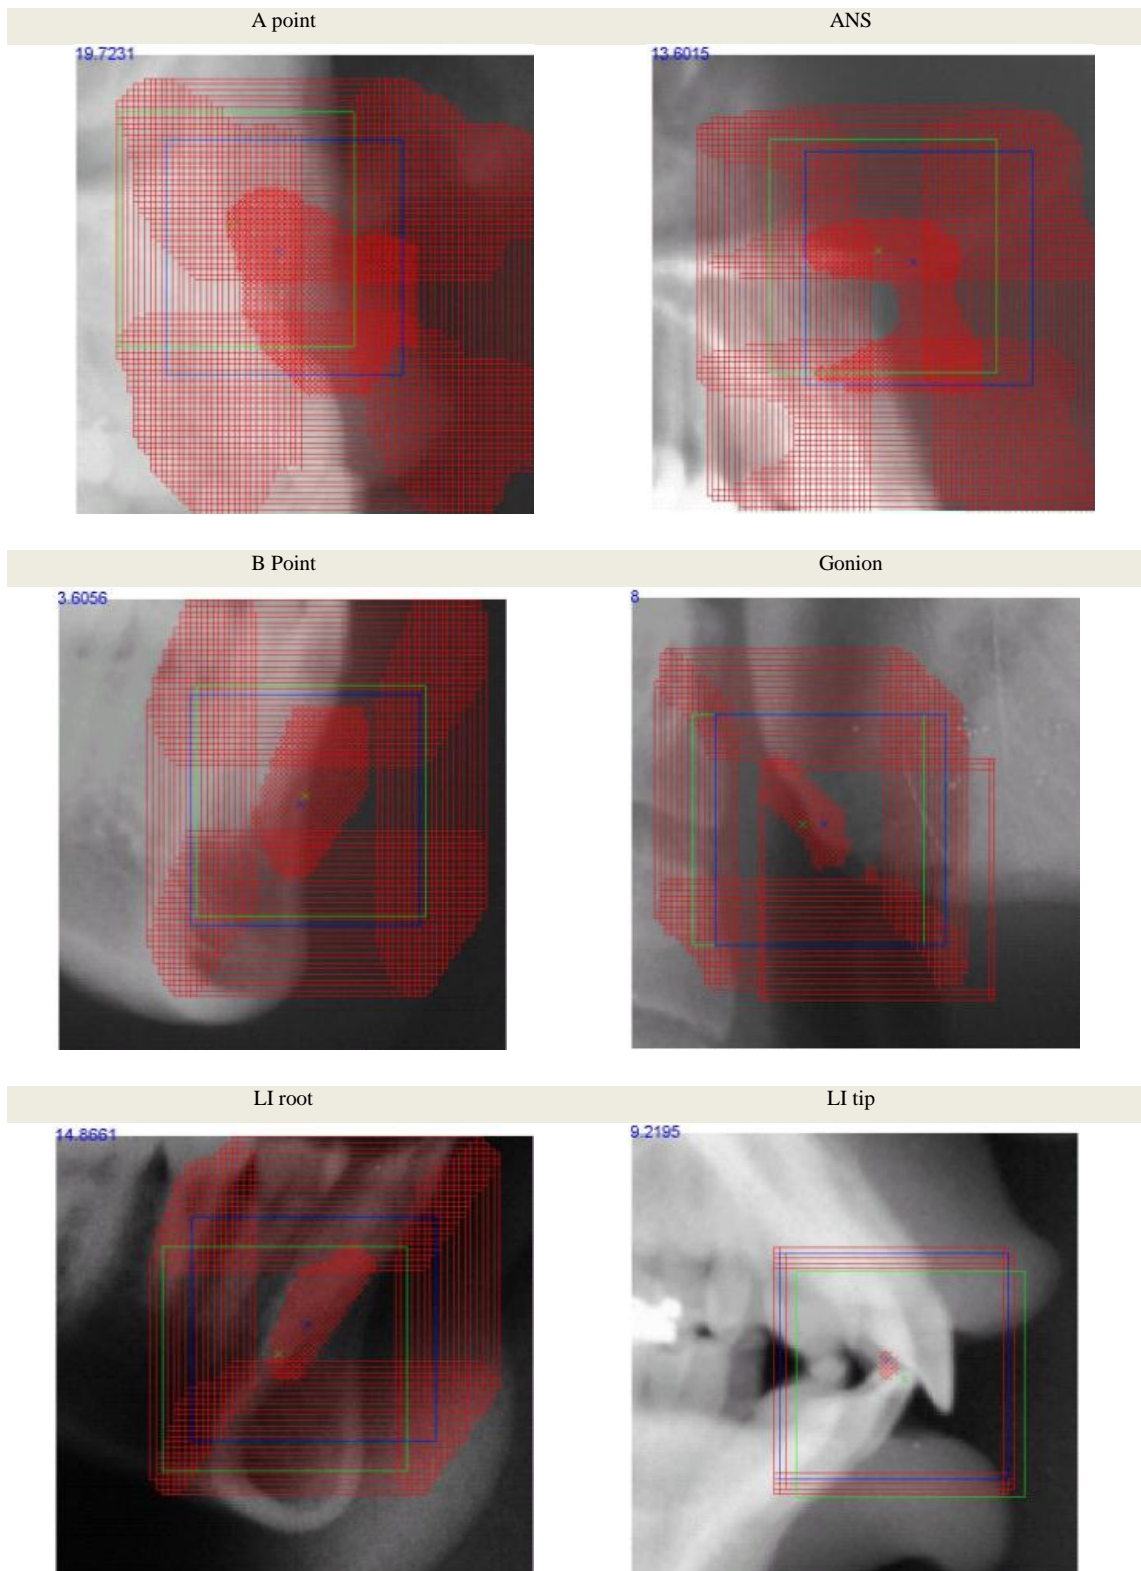 A point ANS
19.7231 13.6015
B Point Gonion
3.6056 8
LI root LI tip
14.8661 9.2195